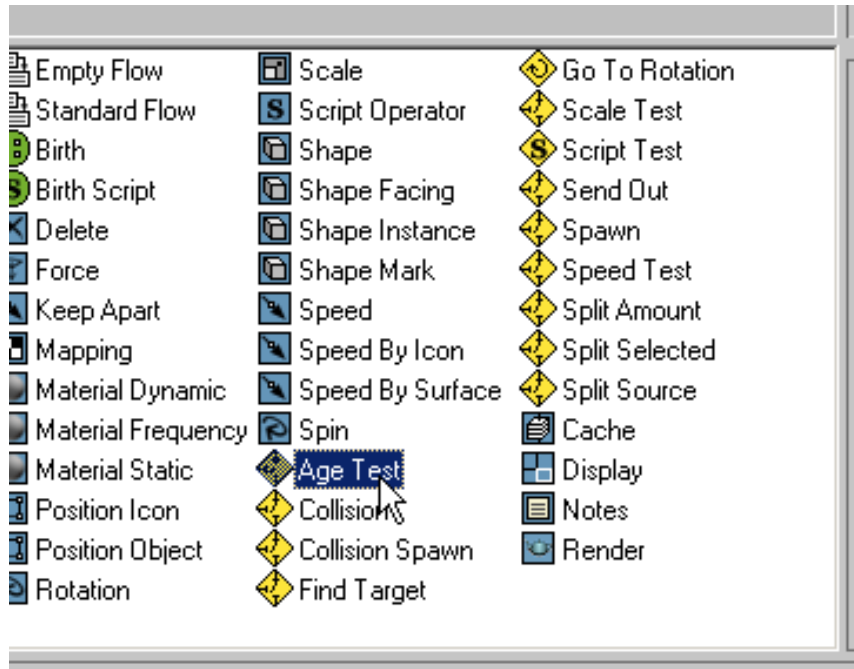 Empty Flow
Standard Flow
Birth
Birth Script
Delete
Force
Keep Apart
Mapping
Material Dynamic
Material Frequency
Material Static
Position Icon
Position Object
Rotation
Scale
S Script Operator
Shape
Shape Facing
Shape Instance
Shape Mark
Speed
Speed By Icon
Speed By Surface
Spin
Age Test
Collision
Collision Spawn
Find Target
Go To Rotation
Scale Test
S Script Test
Send Out
Spawn
Speed Test
Split Amount
Split Selected
Split Source
Cache
Display
Notes
Render